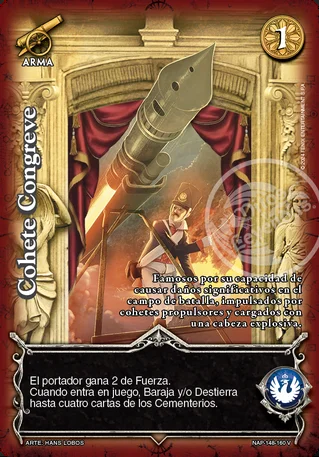 ARMA
1
Cohete Congreve
Famosos por su capacidad de
causar daños significativos en el
campo de batalla, impulsados por
cohetes propulsores y cargados con
una cabeza explosiva.
El portador gana 2 de Fuerza.
Cuando entra en juego, Baraja y/o Destierra
hasta cuatro cartas de los Cementerios.
ARTE: HANS LOBOS
NAP-148-160 V